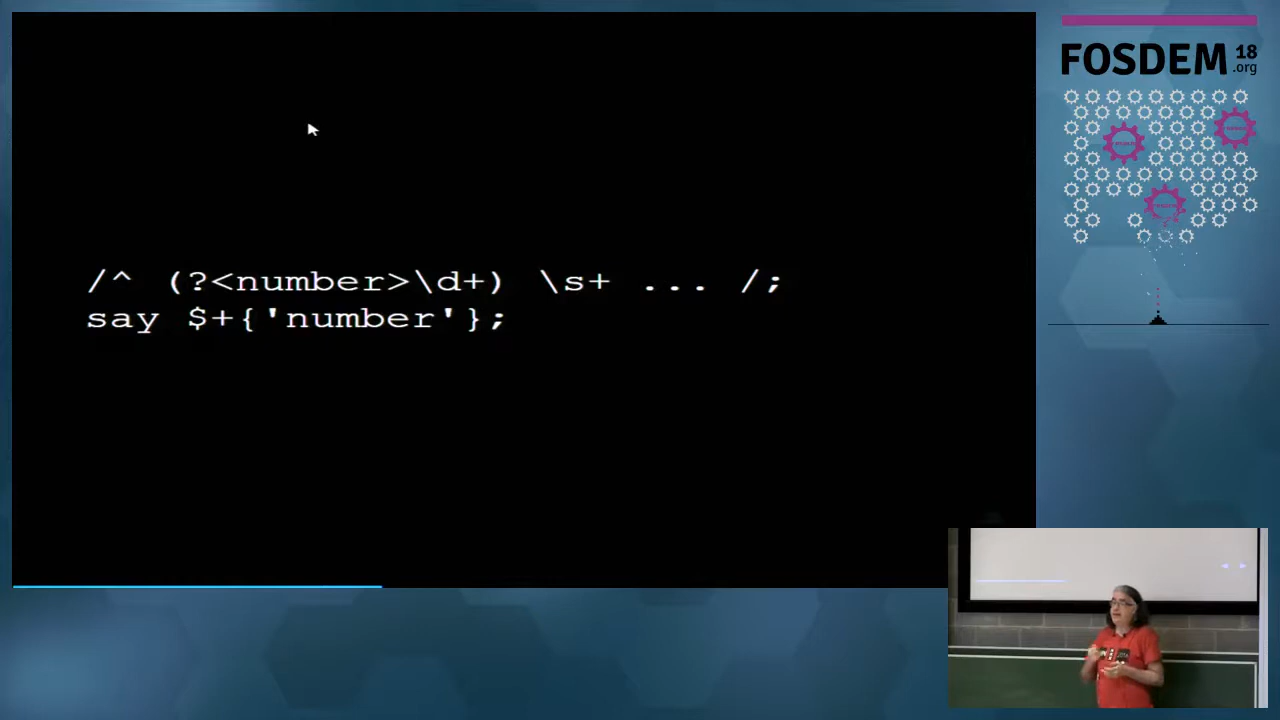 /^ (?<number>\d+) \s+ ... /;
say $+{'number'};
FOSDEM 18
.org